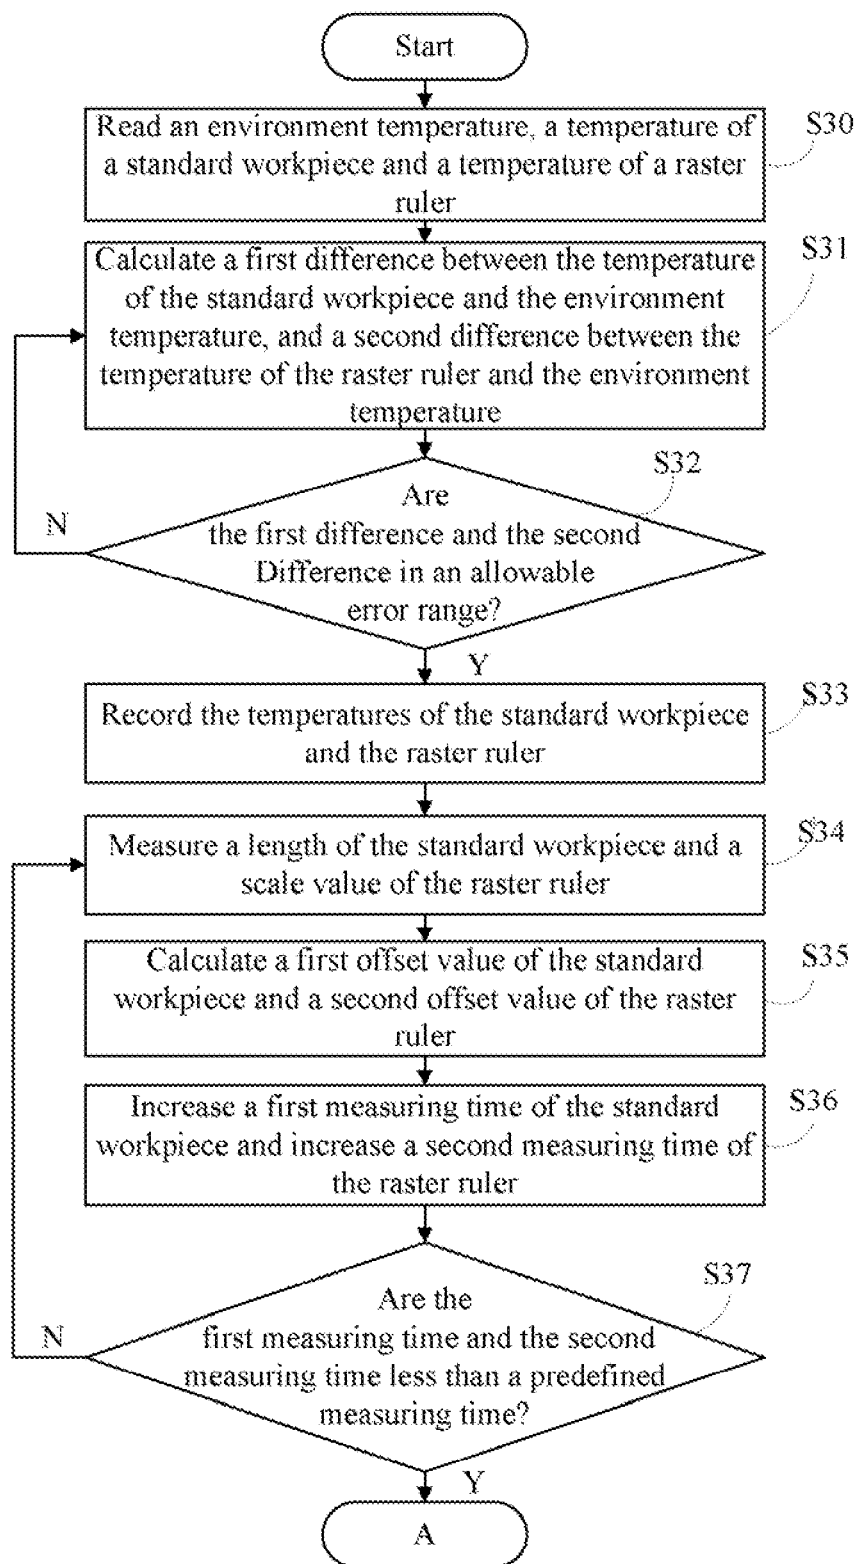 Start
Read an environment temperature, a temperature of
a standard workpiece and a temperature of a raster
ruler
S30
Calculate a first difference between the temperature
of the standard workpiece and the environment
temperature, and a second difference between the
temperature of the raster ruler and the environment
temperature
S31
S32
Are
the first difference and the second
Difference in an allowable
error range?
N
Y
Record the temperatures of the standard workpiece
and the raster ruler
S33
Measure a length of the standard workpiece and a
scale value of the raster ruler
S34
Calculate a first offset value of the standard
workpiece and a second offset value of the raster
ruler
S35
Increase a first measuring time of the standard
workpiece and increase a second measuring time of
the raster ruler
S36
S37
Are the
first measuring time and the second
measuring time less than a predefined
measuring time?
N
Y
A